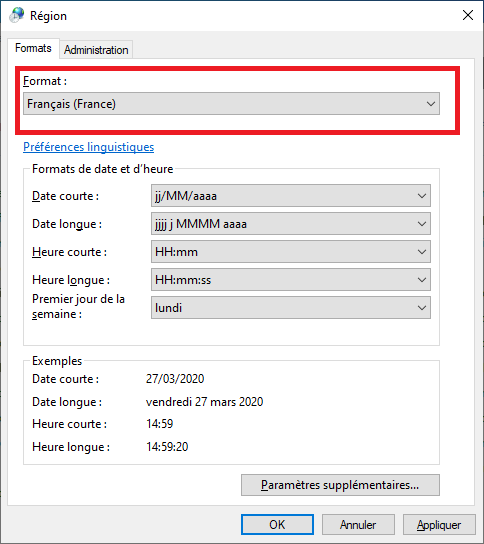 Région
Formats Administration
Format :
Français (France)
Préférences linguistiques
Formats de date et d'heure
Date courte : jj/MM/aaaa
Date longue : jjjj j MMMM aaaa
Heure courte : HH:mm
Heure longue : HH:mm:ss
Premier jour de la
semaine : lundi
Exemples
Date courte : 27/03/2020
Date longue : vendredi 27 mars 2020
Heure courte : 14:59
Heure longue : 14:59:20
Paramètres supplémentaires...
OK Annuler Appliquer